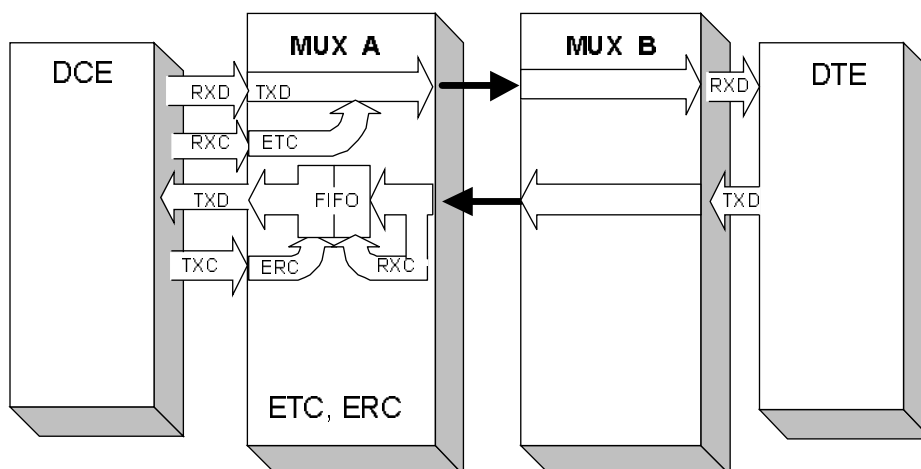 MUX A
MUX B
DCE
DTE
RXD
TXD
RXD
RXC
ETC
TXD
FIFO
TXD
TXC
ERC
RXC
ETC, ERC